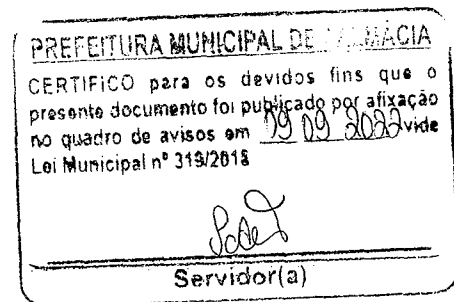 PREFEITURA MUNICIPAL DE PALMÁCIA
CERTIFICO para os devidos fins que o
presente documento foi publicado por afixação
no quadro de avisos em 09 09 2022 vide
Lei Municipal nº 319/2018
Servidor(a)